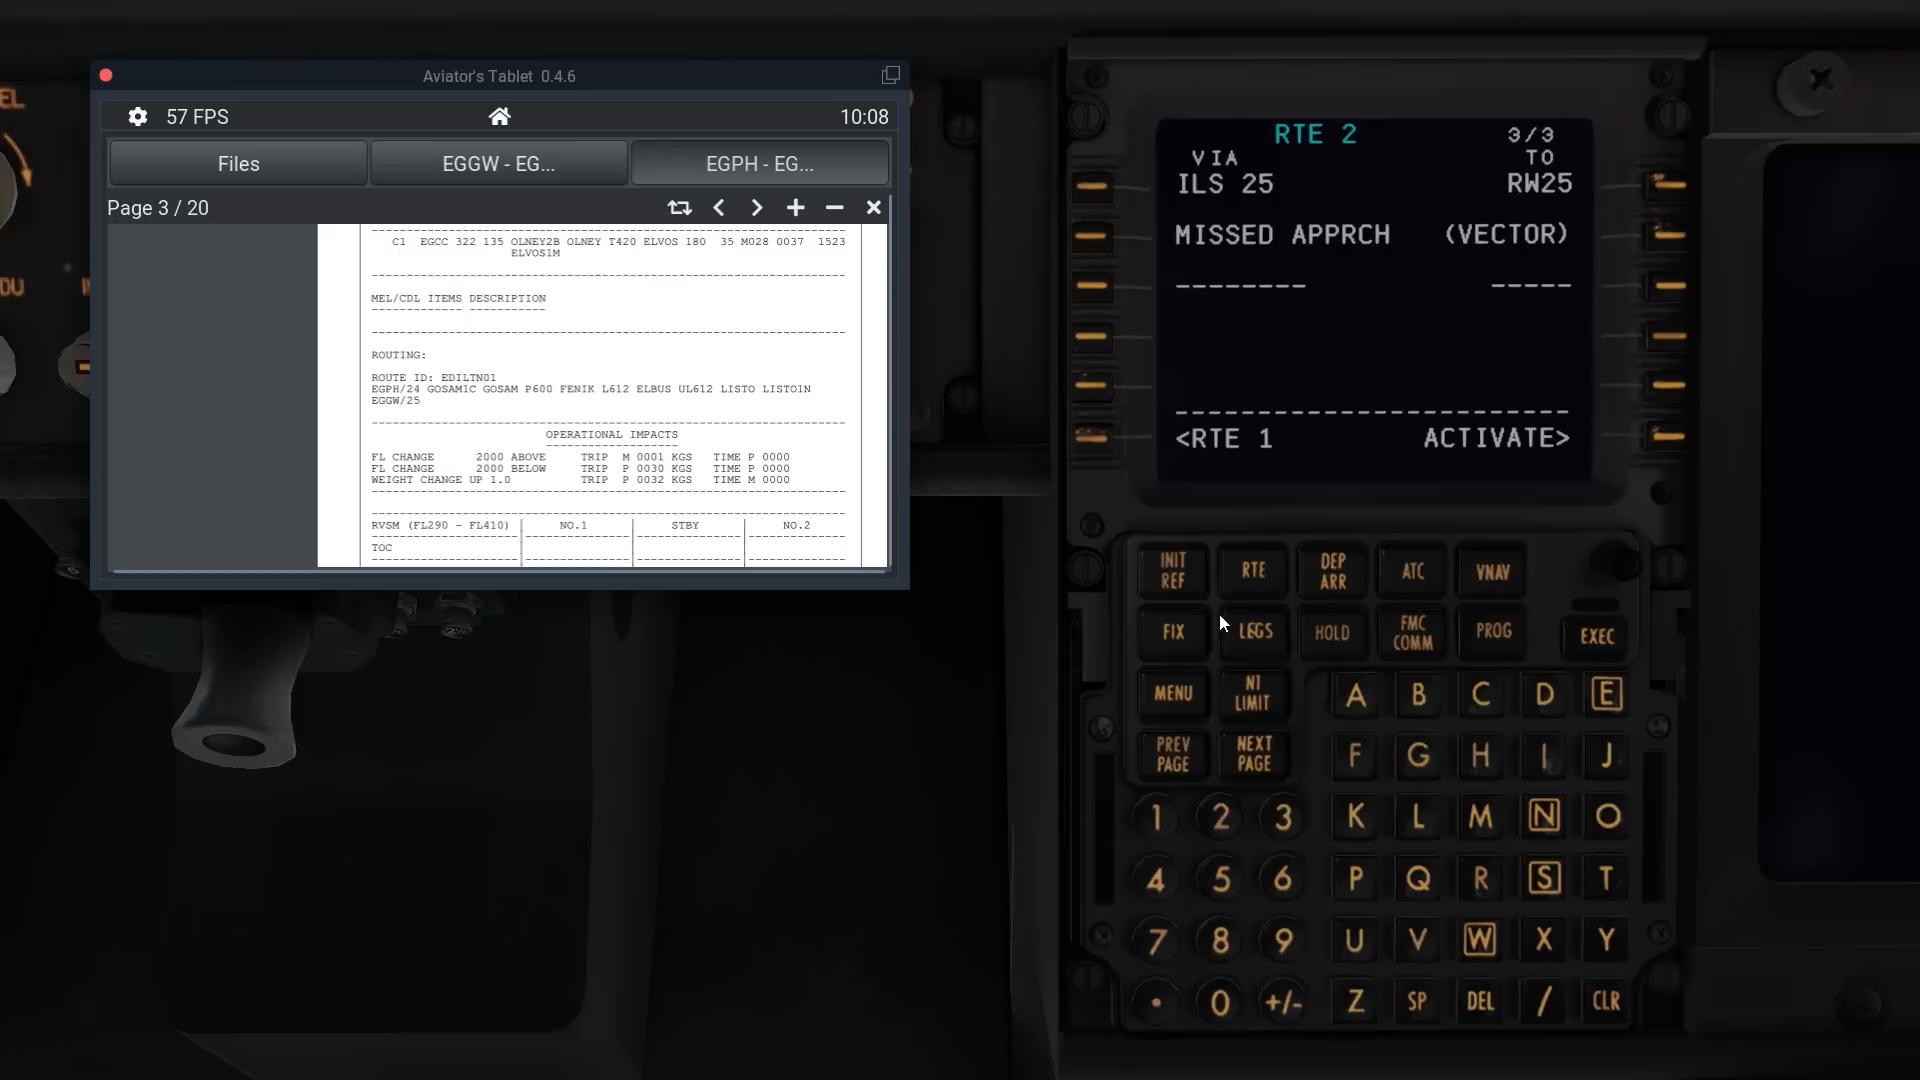 Aviator's Tablet 0.4.6
57 FPS
10:08
Files
EGGW - EG...
EGPH - EG...
Page 3 / 20
C1 EGCC 322 135 OLNEY2B OLNEY T420 ELVOS 180 35 M028 0037 1523
ELVOS1M
MEL/CDL ITEMS DESCRIPTION
ROUTING:
ROUTE ID: EDILTN01
EGPH/24 GOSAM1C GOSAM P600 FENIK L612 ELBUS UL612 LISTO LISTO1N
EGGW/25
OPERATIONAL IMPACTS
FL CHANGE 2000 ABOVE TRIP M 0001 KGS TIME P 0000
FL CHANGE 2000 BELOW TRIP P 0030 KGS TIME P 0000
WEIGHT CHANGE UP 1.0 TRIP P 0032 KGS TIME M 0000
RVSM (FL290 - FL410) NO.1 STBY NO.2
TOC
EL
DU
RTE 2 3/3
VIA TO
ILS 25 RW25
MISSED APPRCH (VECTOR)
-------- -----
<RTE 1 ACTIVATE>
INIT REF
RTE
DEP ARR
ATC
VNAV
FIX
LEGS
HOLD
FMC COMM
PROG
EXEC
MENU
N1 LIMIT
PREV PAGE
NEXT PAGE
A B C D E
F G H I J
K L M N O
P Q R S T
U V W X Y
Z SP DEL / CLR
1 2 3
4 5 6
7 8 9
. 0 +/-